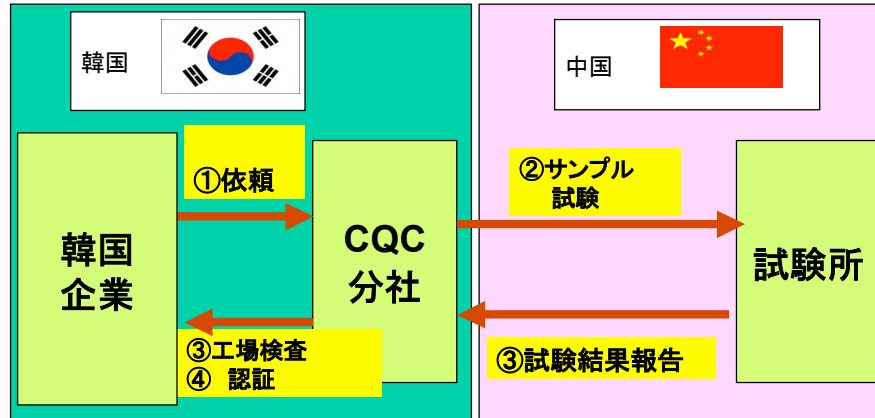 韓国
中国
①依頼
②サンプル
試験
韓国
企業
CQC
分社
試験所
③工場検査
④ 認証
③試験結果報告